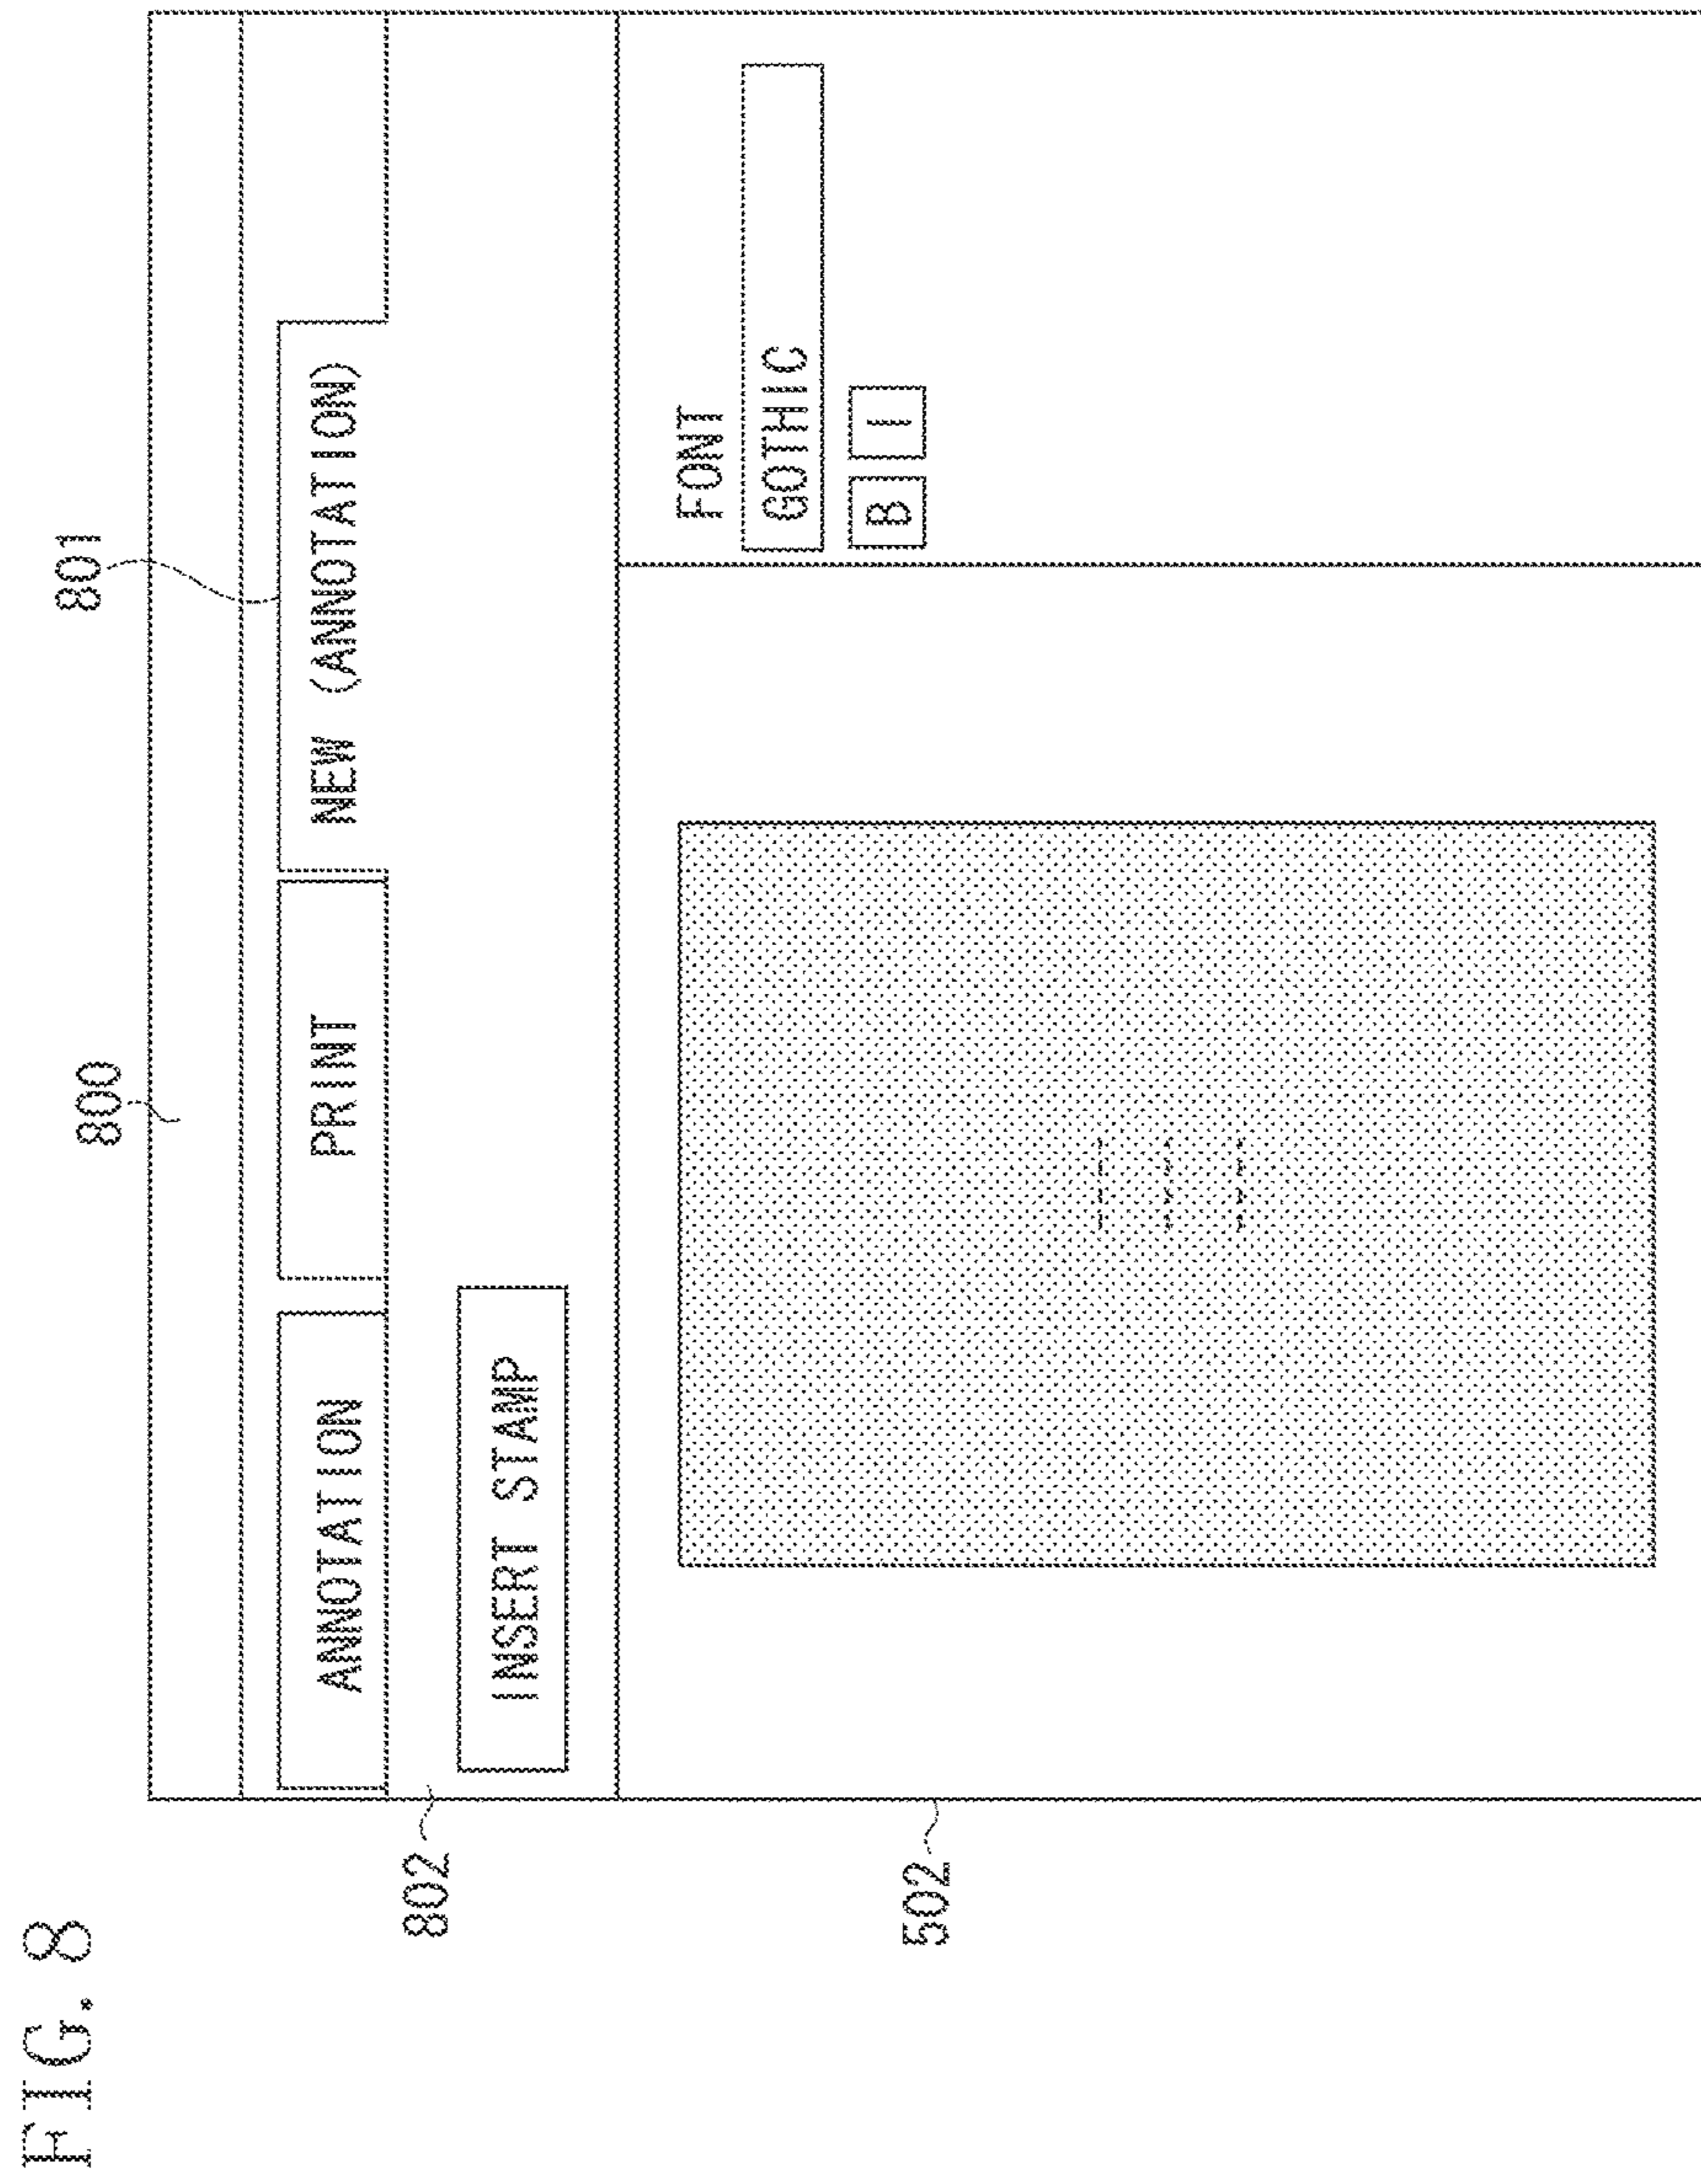 FIG. 8
800
801
ANNOTATION
PRINT
NEW (ANNOTATION)
802
INSERT STAMP
502
FONT
GOTHIC
B
I